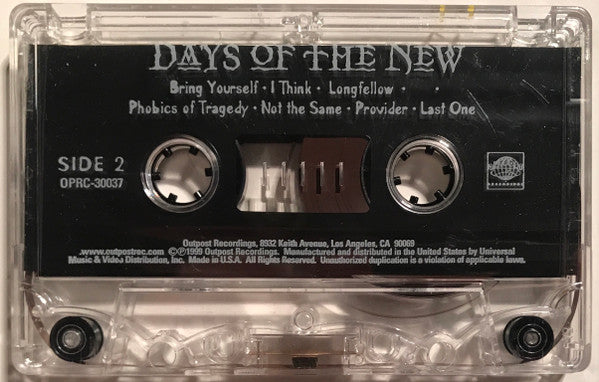 DAYS OF THE NEW
Bring Yourself · I Think · Longfellow ·
Phobics of Tragedy · Not the Same · Provider · Last One
SIDE 2
OPRC-30037
RECORDINGS
Outpost Recordings, 8932 Keith Avenue, Los Angeles, CA 90069
.www.outpostrec.com ©℗1999 Outpost Recordings. Manufactured and distributed in the United States by Universal
Music & Video Distribution, Inc. Made in U.S.A. All Rights Reserved. Unauthorized duplication is a violation of applicable laws.